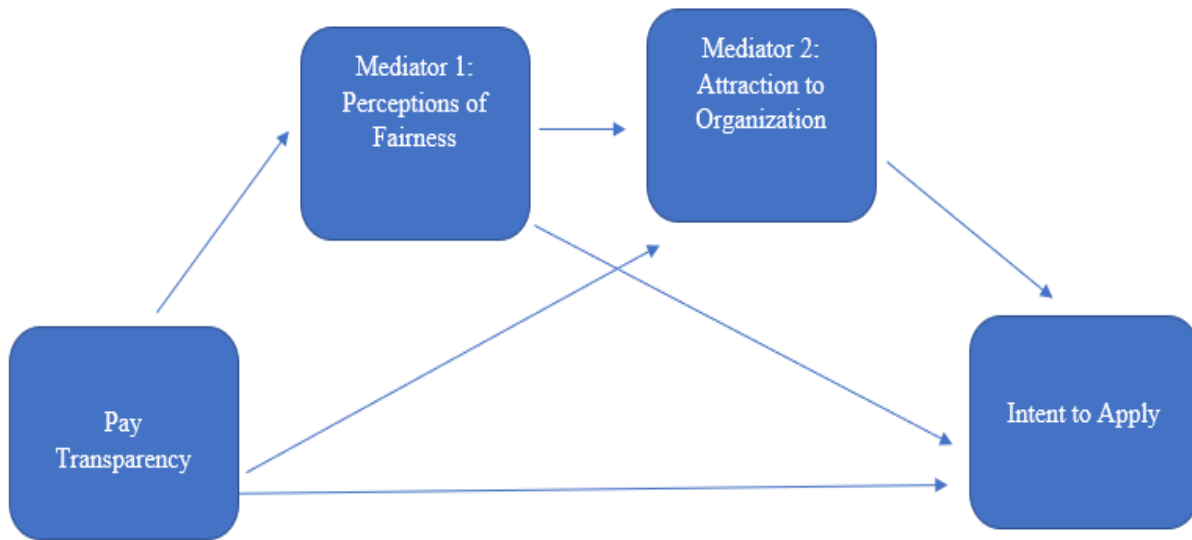 Mediator 1:
Perceptions of
Fairness
Mediator 2:
Attraction to
Organization
Pay
Transparency
Intent to Apply